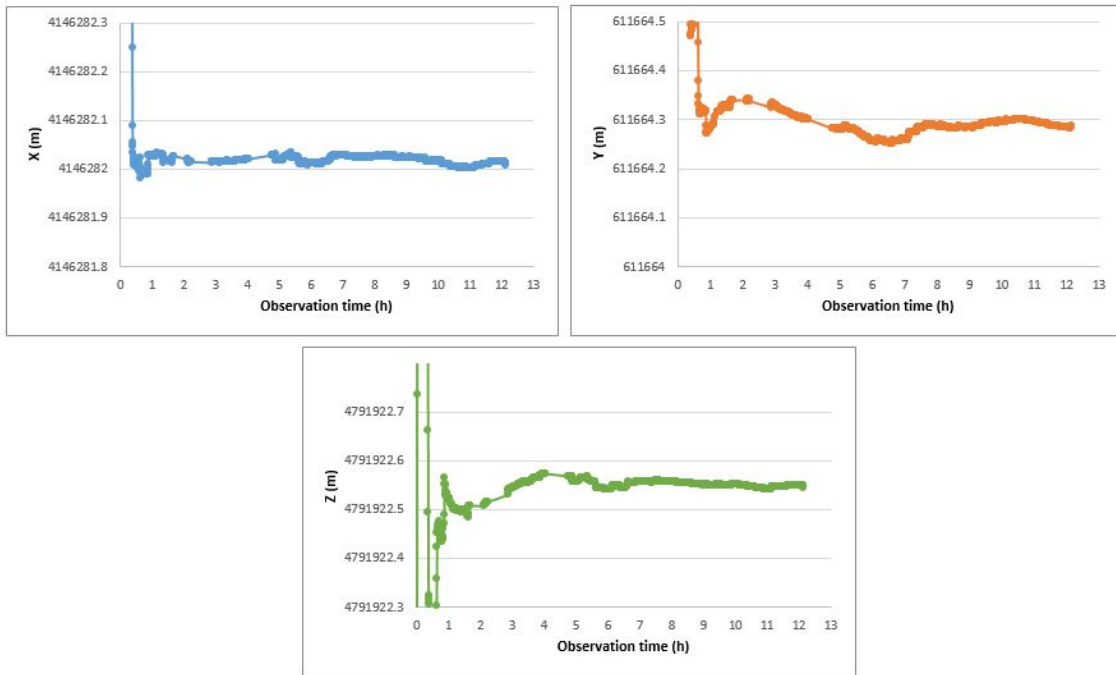 4146282.3
4146282.2
4146282.1
4146282
4146281.9
4146281.8
X (m)
0 1 2 3 4 5 6 7 8 9 10 11 12 13
Observation time (h)
611664.5
611664.4
611664.3
611664.2
611664.1
611664
Y (m)
0 1 2 3 4 5 6 7 8 9 10 11 12 13
Observation time (h)
4791922.7
4791922.6
4791922.5
4791922.4
4791922.3
Z (m)
0 1 2 3 4 5 6 7 8 9 10 11 12 13
Observation time (h)